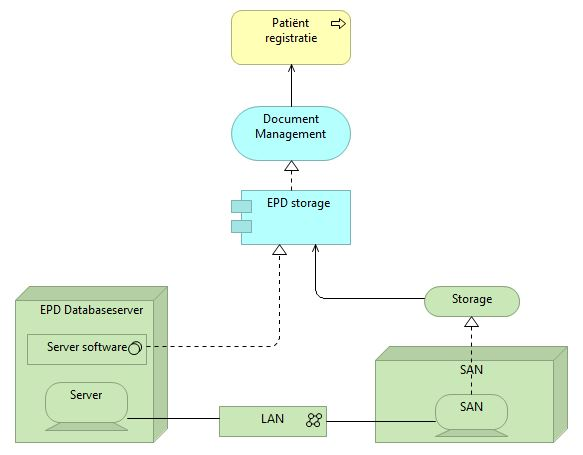 Patiënt
registratie
Document
Management
EPD storage
Storage
EPD Databaseserver
Server software
SAN
Server
SAN
LAN